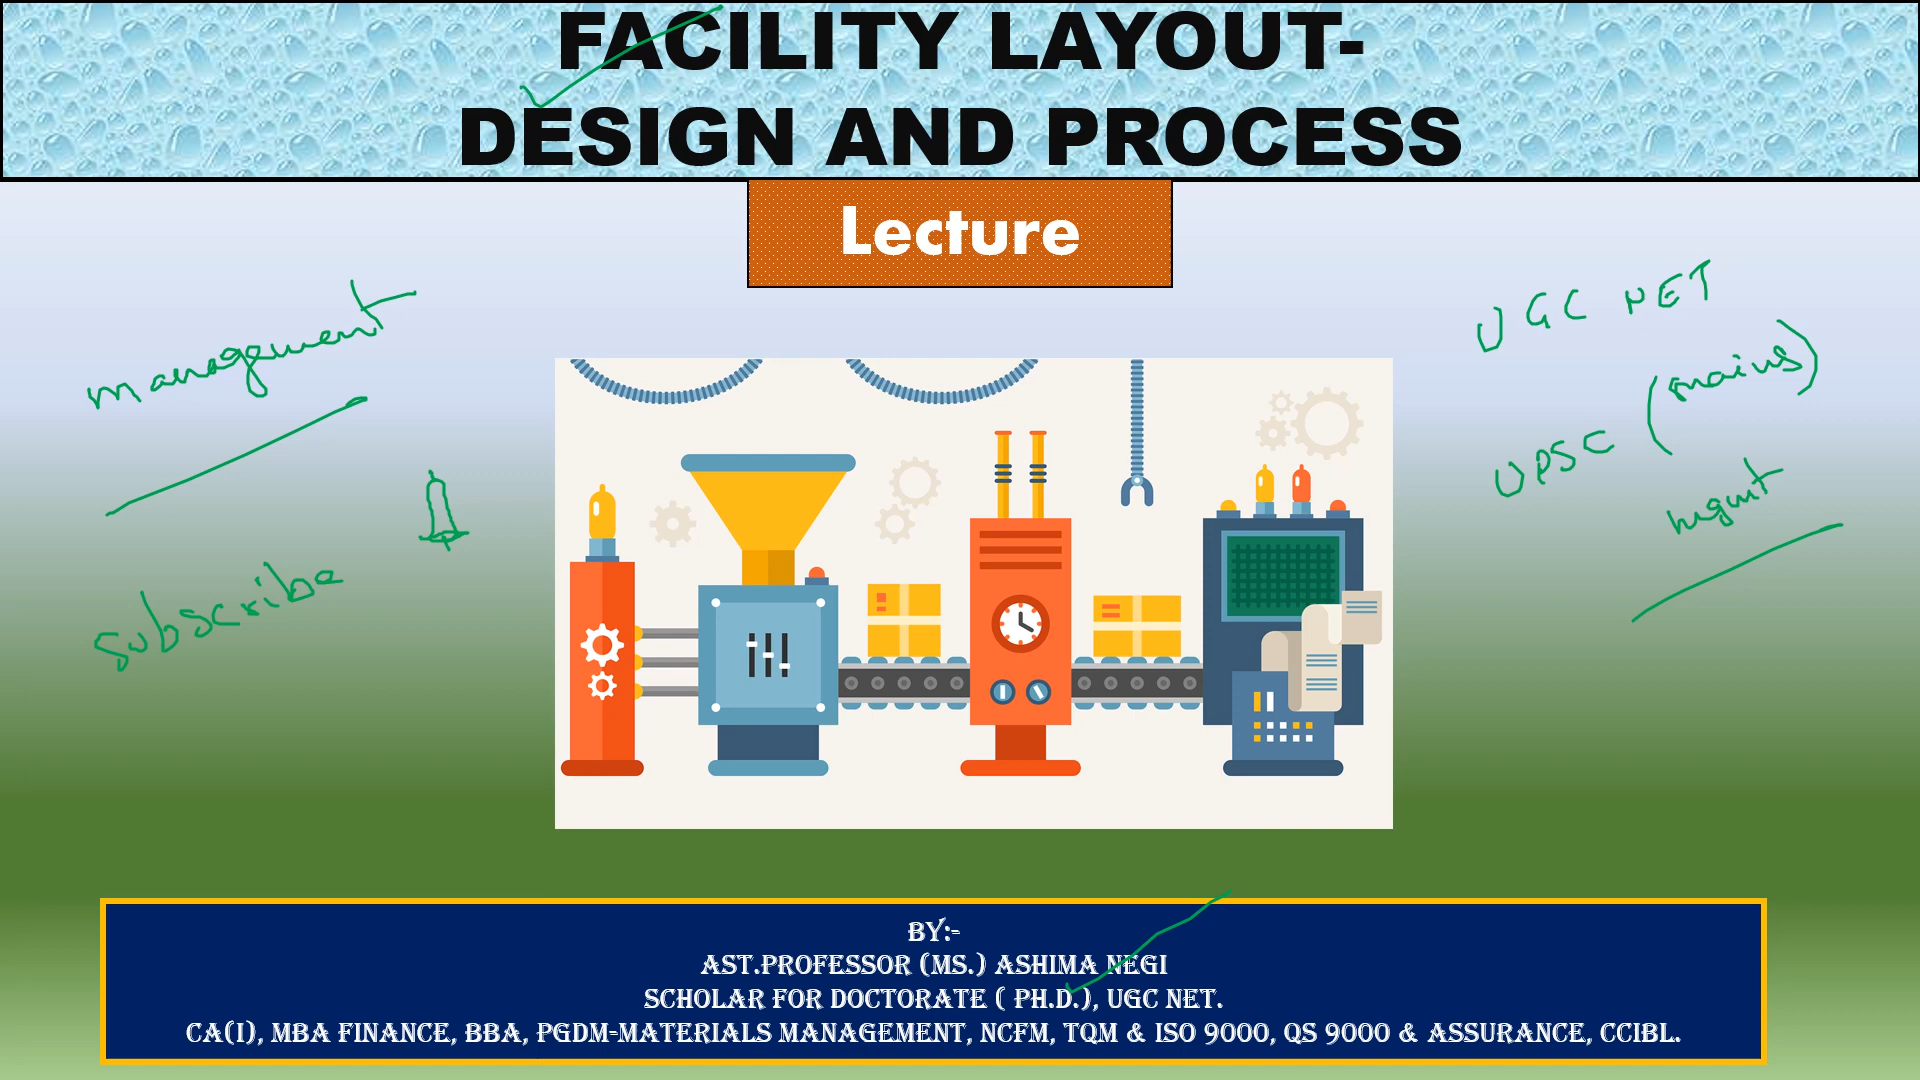 FACILITY LAYOUT-
DESIGN AND PROCESS
Lecture
management
subscribe
UGC NET
UPSC (mains)
mgmt
BY:-
AST.PROFESSOR (MS.) ASHIMA NEGI
SCHOLAR FOR DOCTORATE ( PH.D.), UGC NET.
CA(I), MBA FINANCE, BBA, PGDM-MATERIALS MANAGEMENT, NCFM, TQM & ISO 9000, QS 9000 & ASSURANCE, CCIBL.